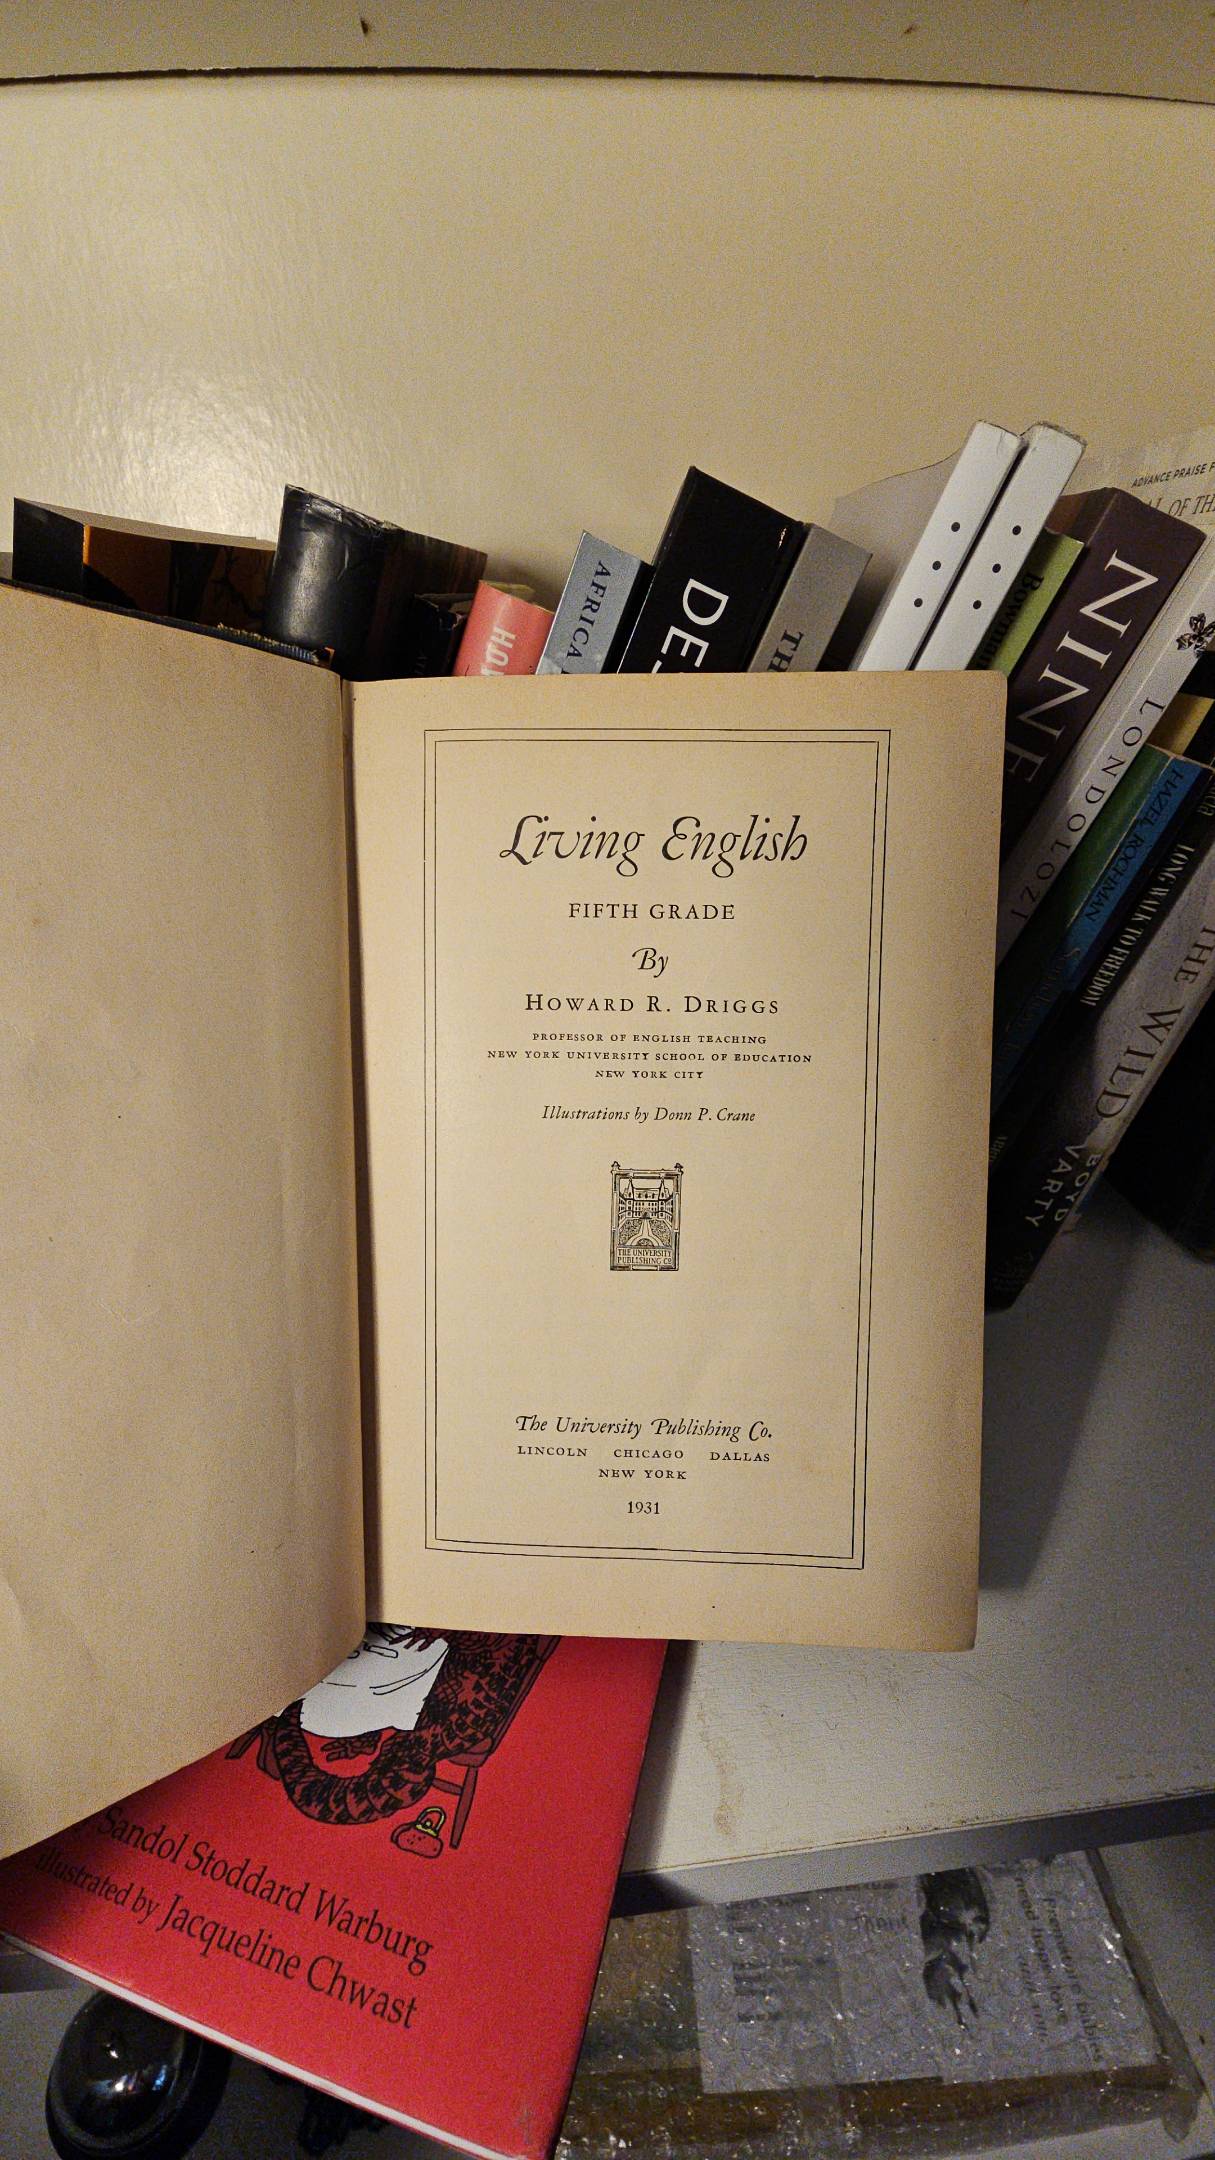 Living English
FIFTH GRADE
By
HOWARD R. DRIGGS
PROFESSOR OF ENGLISH TEACHING
NEW YORK UNIVERSITY SCHOOL OF EDUCATION
NEW YORK CITY
Illustrations by Donn P. Crane
THE UNIVERSITY
PUBLISHING CO
The University Publishing Co.
LINCOLN CHICAGO DALLAS
NEW YORK
1931
AFRICA
NINE
LONDOLOZI
HAZEL ROCHMAN
LONG WALK TO FREEDOM
THE WILD
BOYD
VARTY
ADVANCE PRAISE
OF
Sandol Stoddard Warburg
illustrated by Jacqueline Chwast